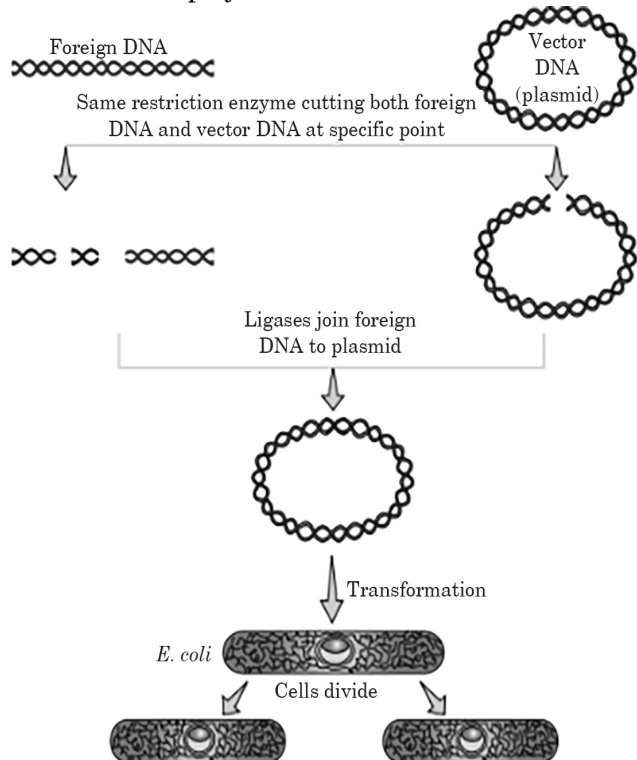 Foreign DNA
Vector
DNA
(plasmid)
Same restriction enzyme cutting both foreign
DNA and vector DNA at specific point
Ligases join foreign
DNA to plasmid
Transformation
E. coli
Cells divide